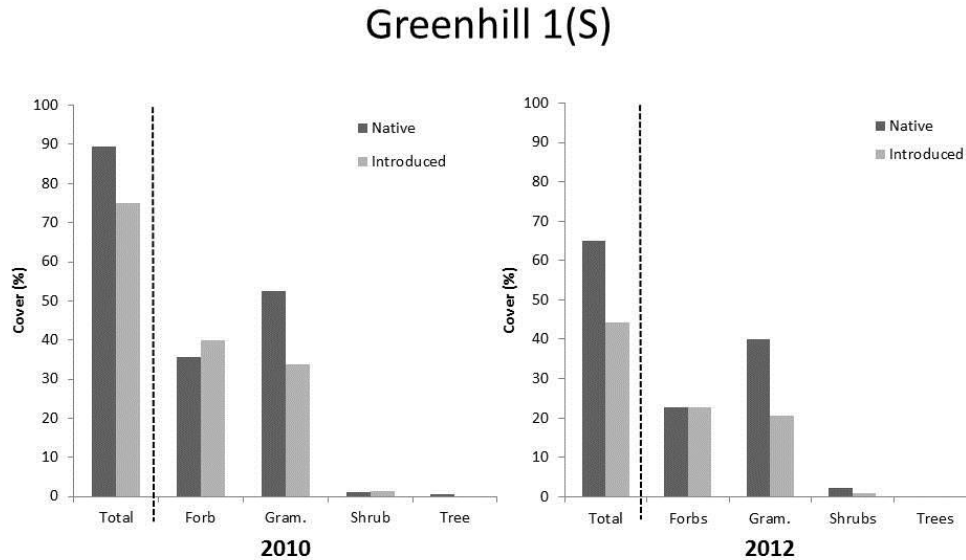 Greenhill 1(S)
100
90
80
70
60
50
40
30
20
10
0
Cover (%)
Native
Introduced
Total Forb Gram. Shrub Tree
2010
100
90
80
70
60
50
40
30
20
10
0
Cover (%)
Native
Introduced
Total Forbs Gram. Shrubs Trees
2012